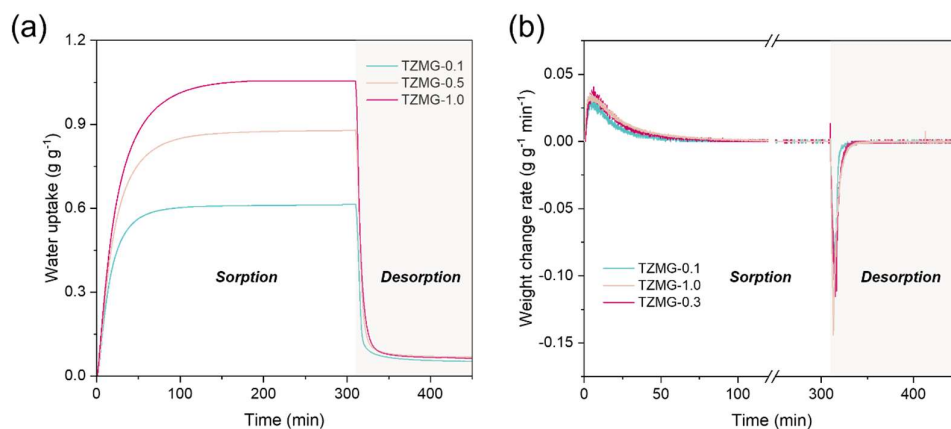 (a)
1.2
0.9
0.6
0.3
0.0
Water uptake (g g⁻¹)
TZMG-0.1
TZMG-0.5
TZMG-1.0
Sorption
Desorption
0
100
200
300
400
Time (min)
(b)
0.05
0.00
-0.05
-0.10
-0.15
Weight change rate (g g⁻¹ min⁻¹)
TZMG-0.1
TZMG-1.0
TZMG-0.3
Sorption
Desorption
0
50
100
300
400
Time (min)